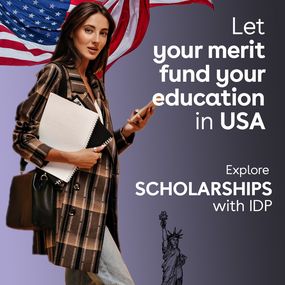 Let
your merit
fund your
education
in USA
Explore
SCHOLARSHIPS
with IDP